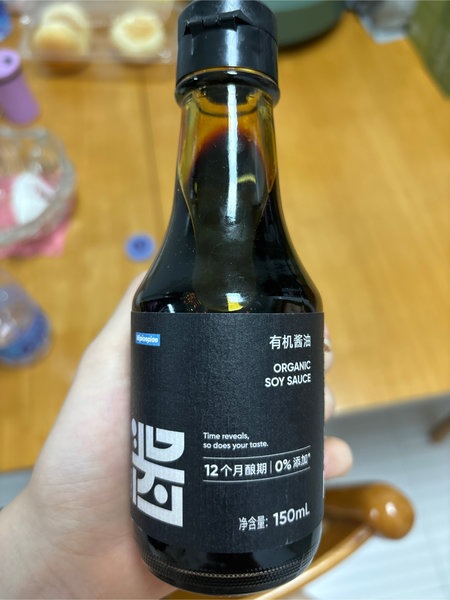 有机酱油
ORGANIC
SOY SAUCE
酱
Time reveals,
so does your taste.
12个月酿期 | 0%添加*
净含量: 150mL